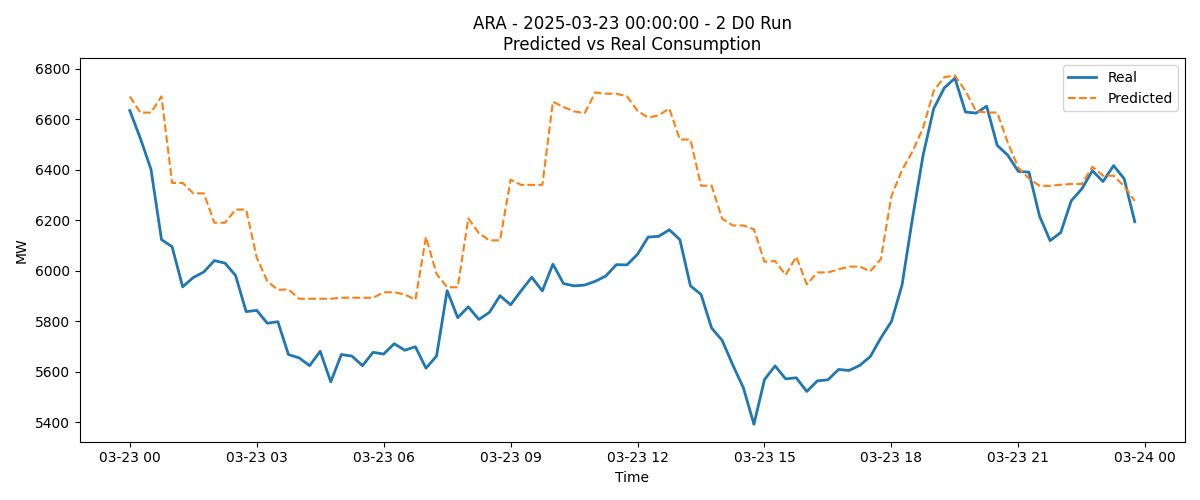 ARA - 2025-03-23 00:00:00 - 2 D0 Run
Predicted vs Real Consumption
Real
Predicted
MW
6800
6600
6400
6200
6000
5800
5600
5400
03-23 00
03-23 03
03-23 06
03-23 09
03-23 12
03-23 15
03-23 18
03-23 21
03-24 00
Time